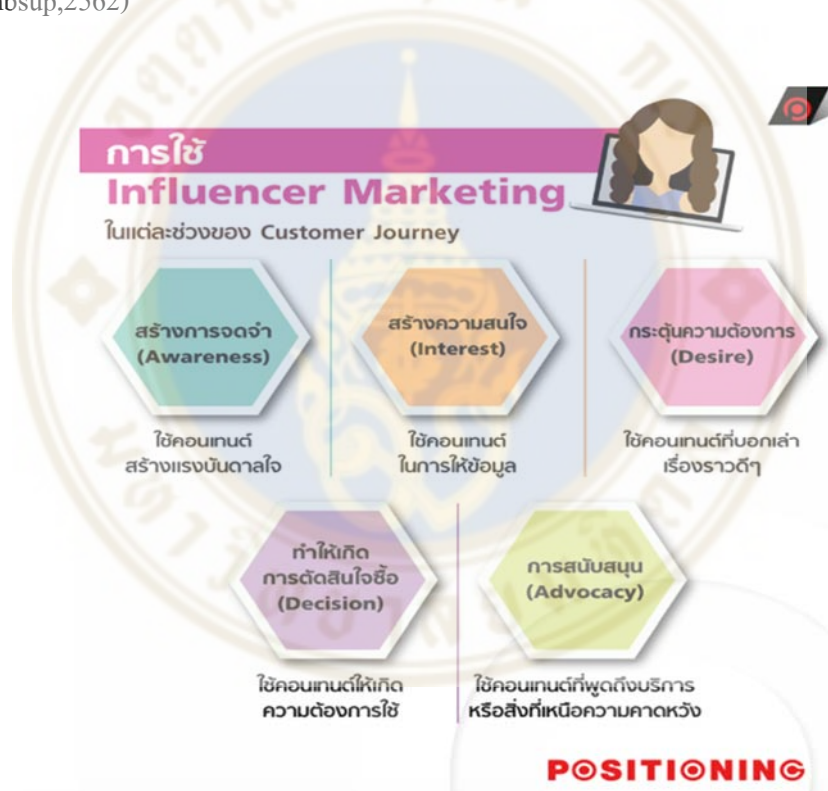 bsup,2562)
การใช้
Influencer Marketing
ในแต่ละช่วงของ Customer Journey
สร้างการจดจำ
(Awareness)
ใช้คอนเทนต์
สร้างแรงบันดาลใจ
สร้างความสนใจ
(Interest)
ใช้คอนเทนต์
ในการให้ข้อมูล
กระตุ้นความต้องการ
(Desire)
ใช้คอนเทนต์ที่บอกเล่า
เรื่องราวดีๆ
ทำให้เกิด
การตัดสินใจซื้อ
(Decision)
ใช้คอนเทนต์ให้เกิด
ความต้องการใช้
การสนับสนุน
(Advocacy)
ใช้คอนเทนต์ที่พูดถึงบริการ
หรือสิ่งที่เหนือความคาดหวัง
POSITIONING